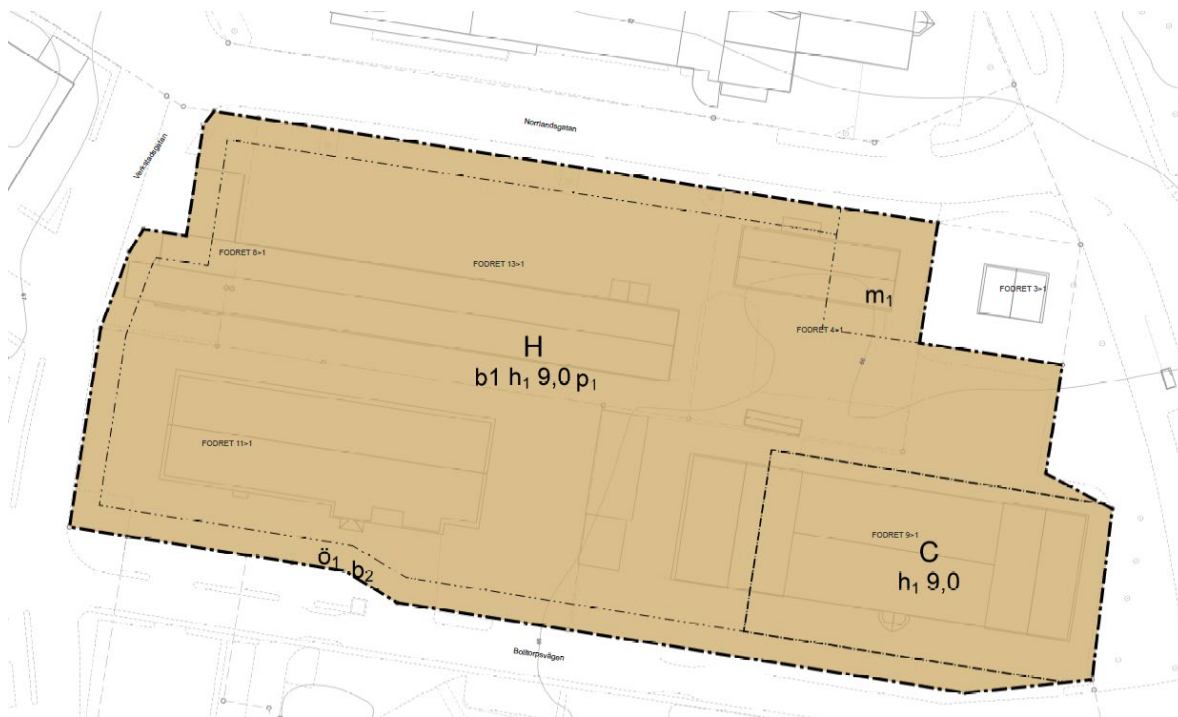 Norrlandsgatan
Verkstadsgatan
FODRET 8>1
FODRET 13>1
FODRET 3>1
m₁
FODRET 4>1
H
b1 h₁ 9,0 p₁
FODRET 11>1
FODRET 9>1
C
h₁ 9,0
ö₁ b₂
Bolltorpsvägen